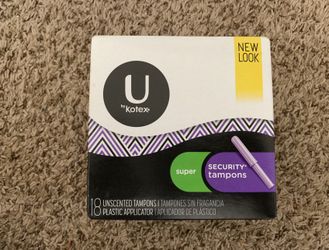 NEW
LOOK
U
by Kotex
SECURITY®
super tampons
18 UNSCENTED TAMPONS | TAMPONES SIN FRAGANCIA
PLASTIC APPLICATOR | APLICADOR DE PLÁSTICO